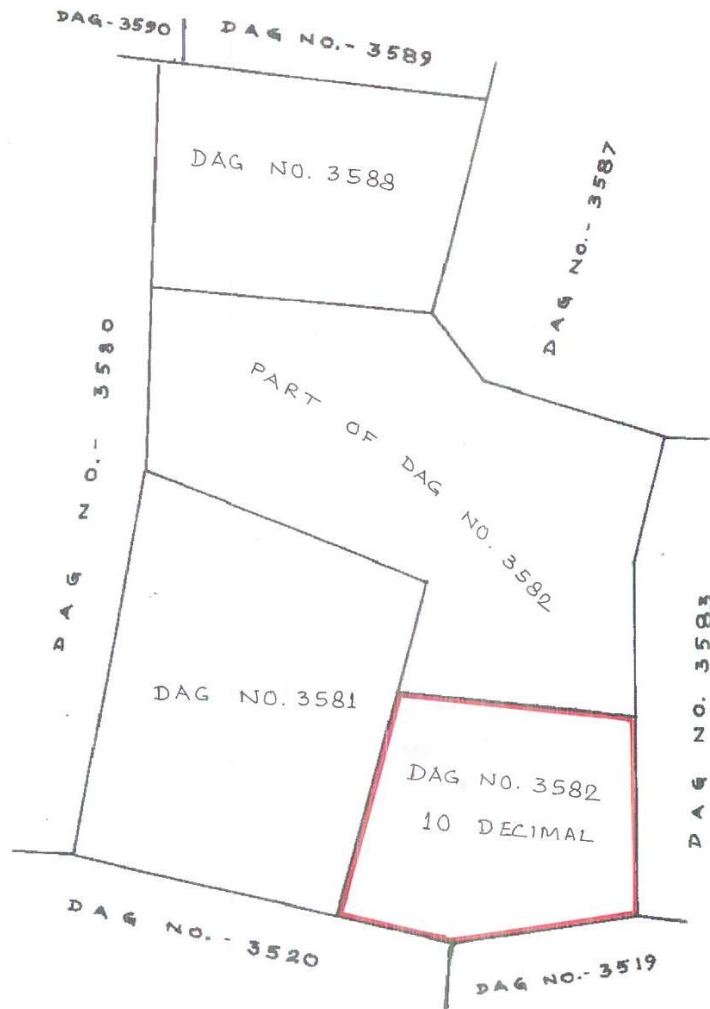 DAG-3590
DAG NO.- 3589
DAG NO. 3588
DAG NO.- 3587
DAG NO.- 3580
PART OF DAG NO. 3582
DAG NO. 3581
DAG NO. 3582
10 DECIMAL
DAG NO. 3583
DAG NO.- 3520
DAG NO.- 3519